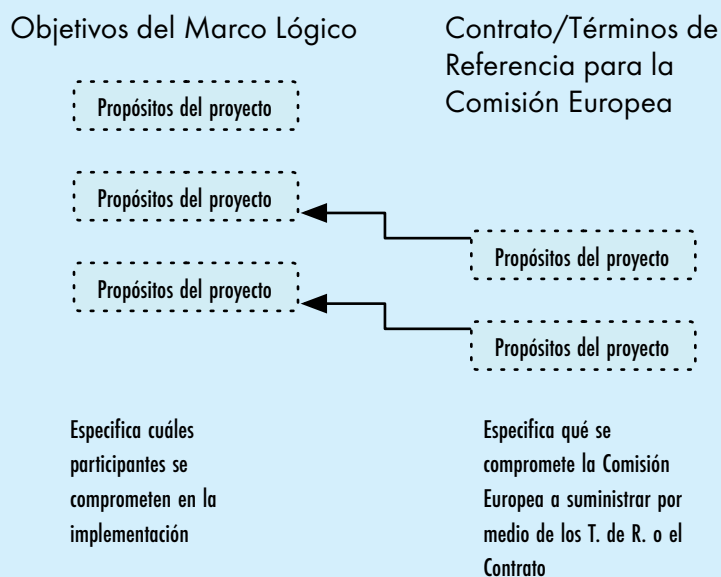 Objetivos del Marco Lógico
Propósitos del proyecto
Propósitos del proyecto
Propósitos del proyecto
Especifica cuáles
participantes se
comprometen en la
implementación
Contrato/Términos de
Referencia para la
Comisión Europea
Propósitos del proyecto
Propósitos del proyecto
Especifica qué se
compromete la Comisión
Europea a suministrar por
medio de los T. de R. o el
Contrato